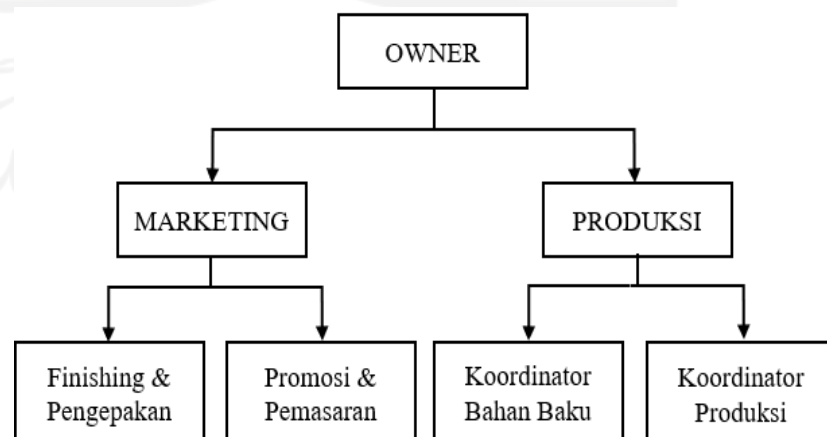 OWNER
MARKETING
PRODUKSI
Finishing &
Pengepakan
Promosi &
Pemasaran
Koordinator
Bahan Baku
Koordinator
Produksi